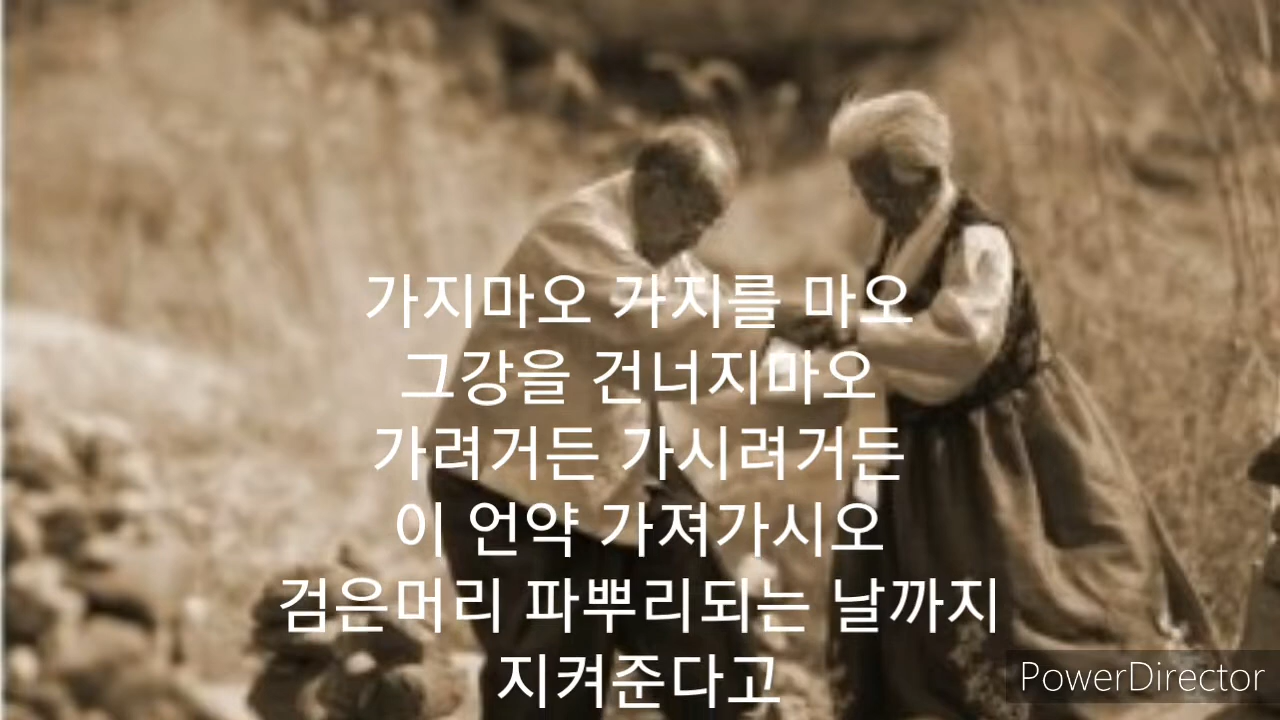 가지마오 가지를 마오
그강을 건너지마오
가려거든 가시려거든
이 언약 가져가시오
검은머리 파뿌리되는 날까지
지켜준다고
PowerDirector